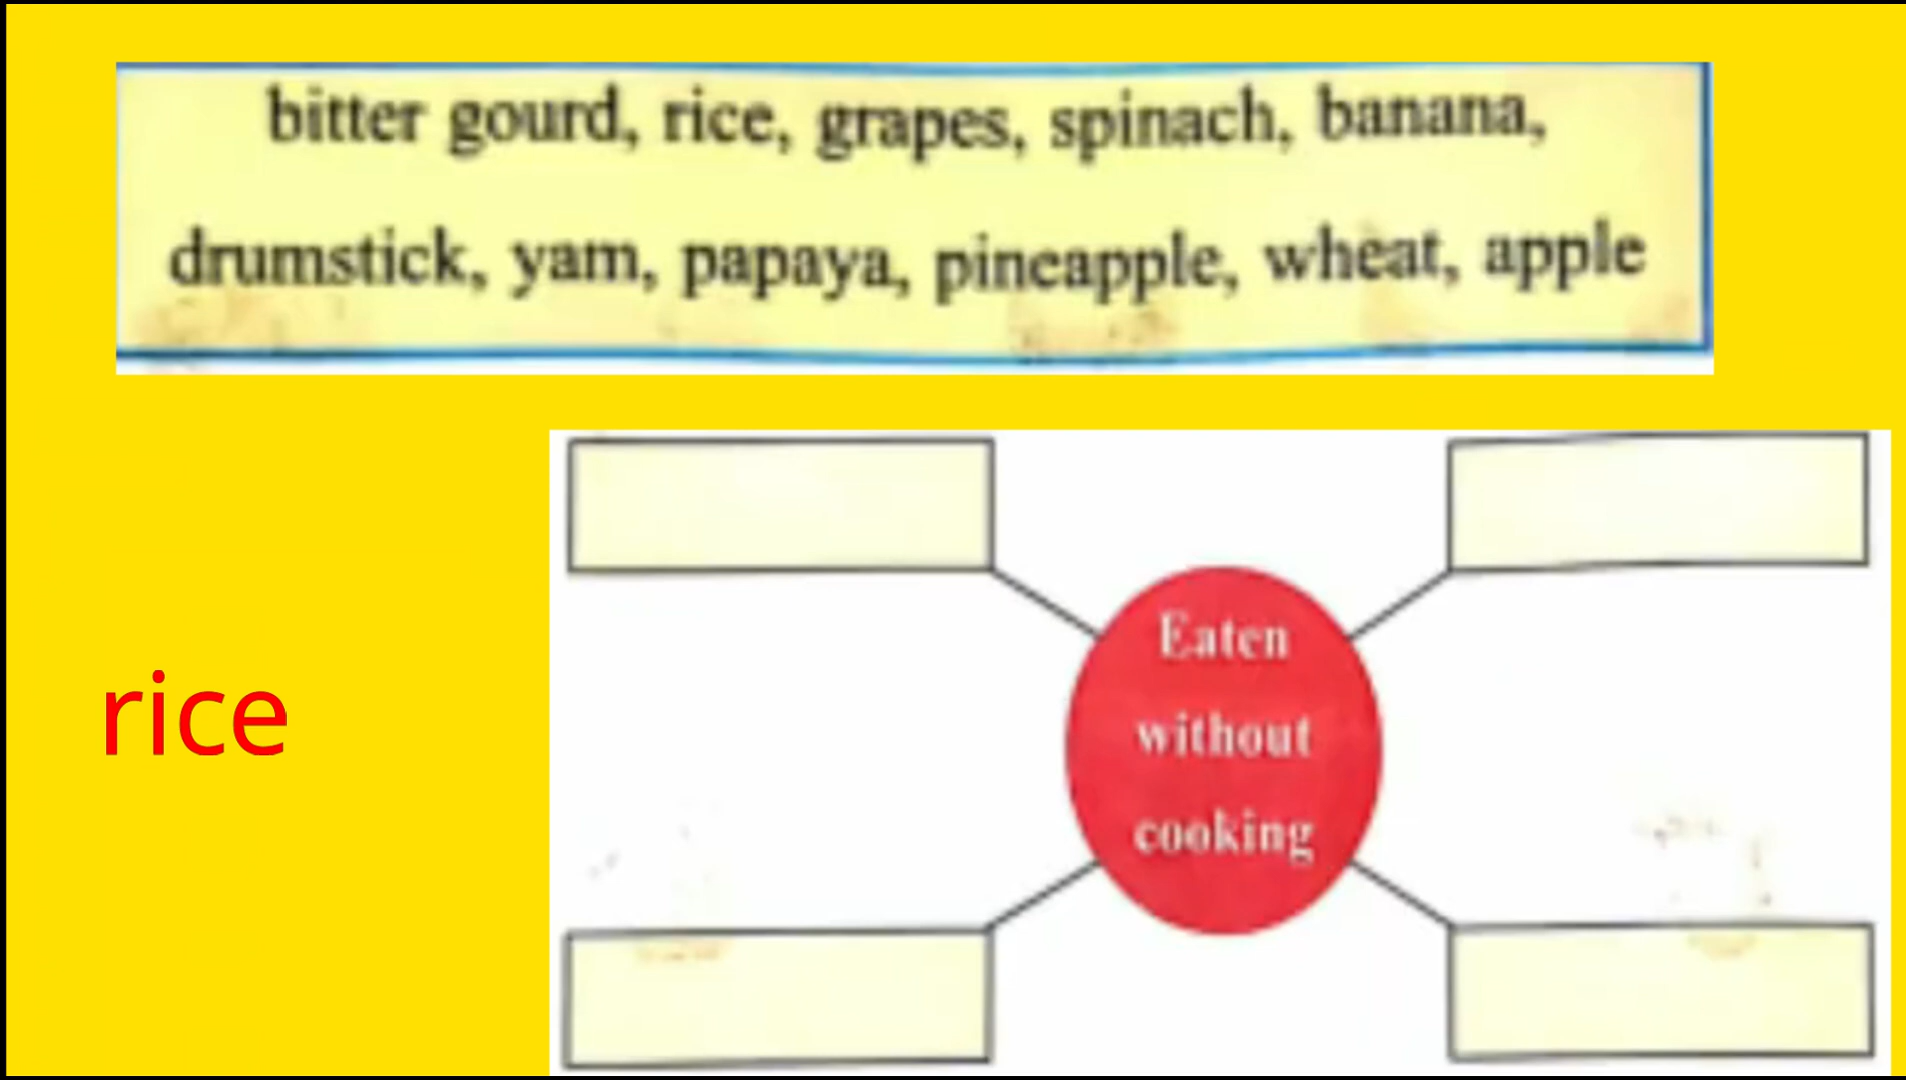 bitter gourd, rice, grapes, spinach, banana,
drumstick, yam, papaya, pineapple, wheat, apple
rice
Eaten
without
cooking